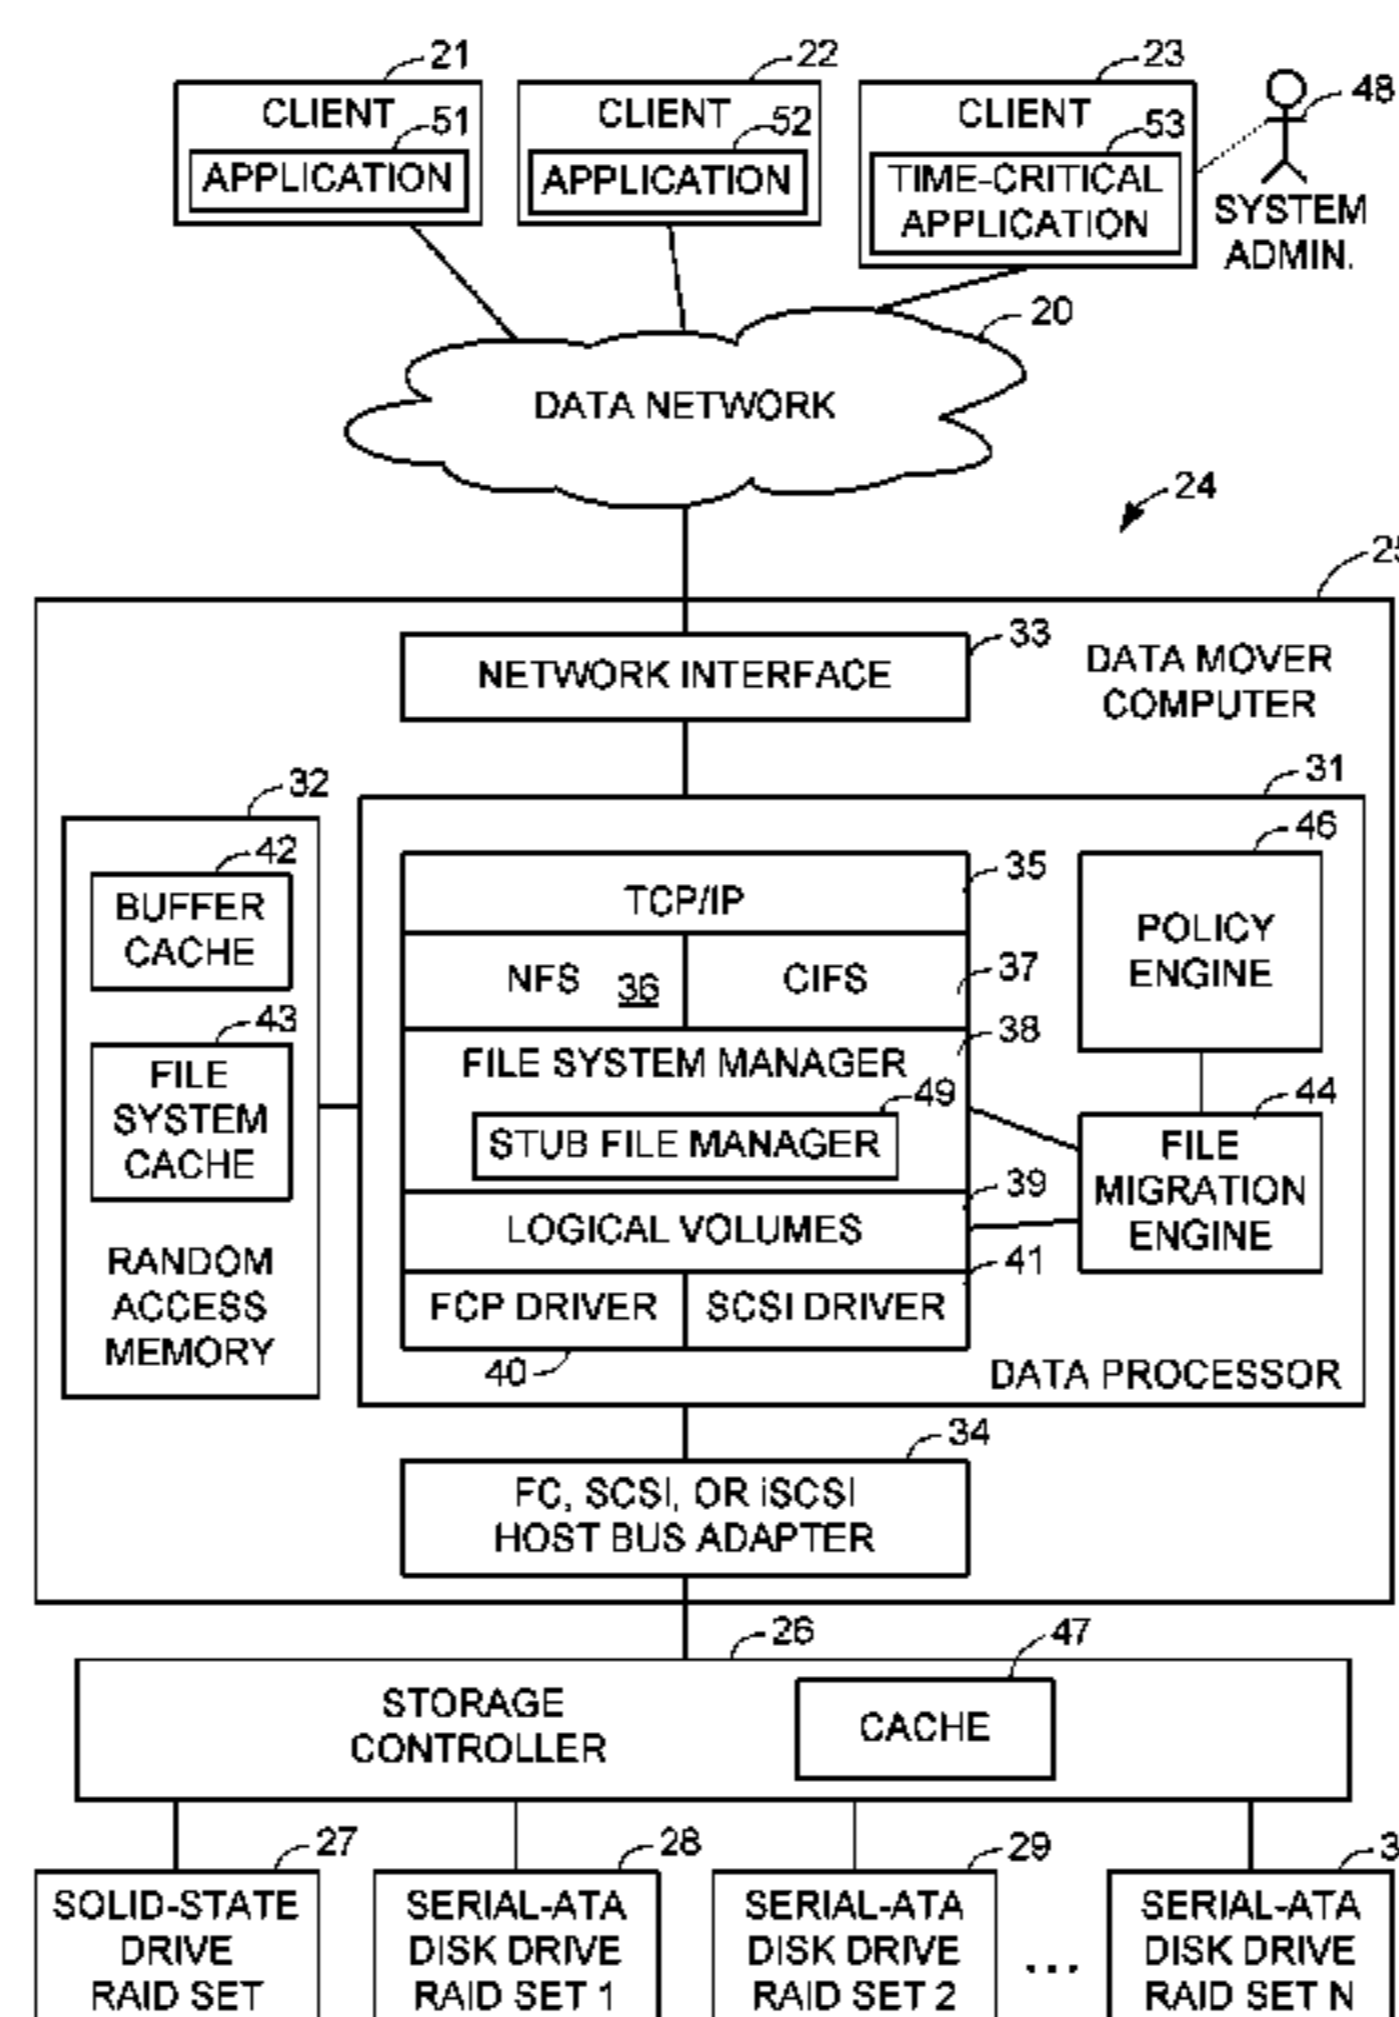 21
22
23
48
CLIENT
CLIENT
CLIENT
51
52
53
APPLICATION
APPLICATION
TIME-CRITICAL
APPLICATION
SYSTEM
ADMIN.
20
DATA NETWORK
24
25
33
NETWORK INTERFACE
DATA MOVER
COMPUTER
32
31
42
BUFFER
CACHE
43
FILE
SYSTEM
CACHE
RANDOM
ACCESS
MEMORY
35
TCP/IP
NFS 36
CIFS
37
38
FILE SYSTEM MANAGER
49
STUB FILE MANAGER
39
LOGICAL VOLUMES
41
FCP DRIVER
SCSI DRIVER
40
46
POLICY
ENGINE
44
FILE
MIGRATION
ENGINE
DATA PROCESSOR
34
FC, SCSI, OR iSCSI
HOST BUS ADAPTER
26
47
STORAGE
CONTROLLER
CACHE
27
28
29
SOLID-STATE
DRIVE
RAID SET
SERIAL-ATA
DISK DRIVE
RAID SET 1
SERIAL-ATA
DISK DRIVE
RAID SET 2
...
SERIAL-ATA
DISK DRIVE
RAID SET N